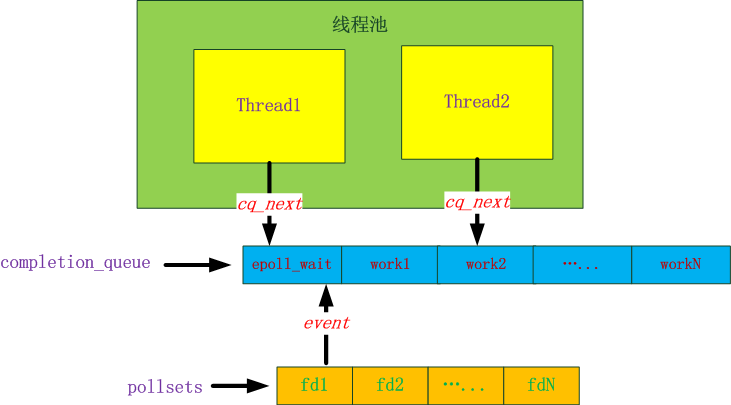 线程池
Thread1
Thread2
cq_next
cq_next
completion_queue
epoll_wait
work1
work2
…...
workN
event
pollsets
fd1
fd2
…...
fdN